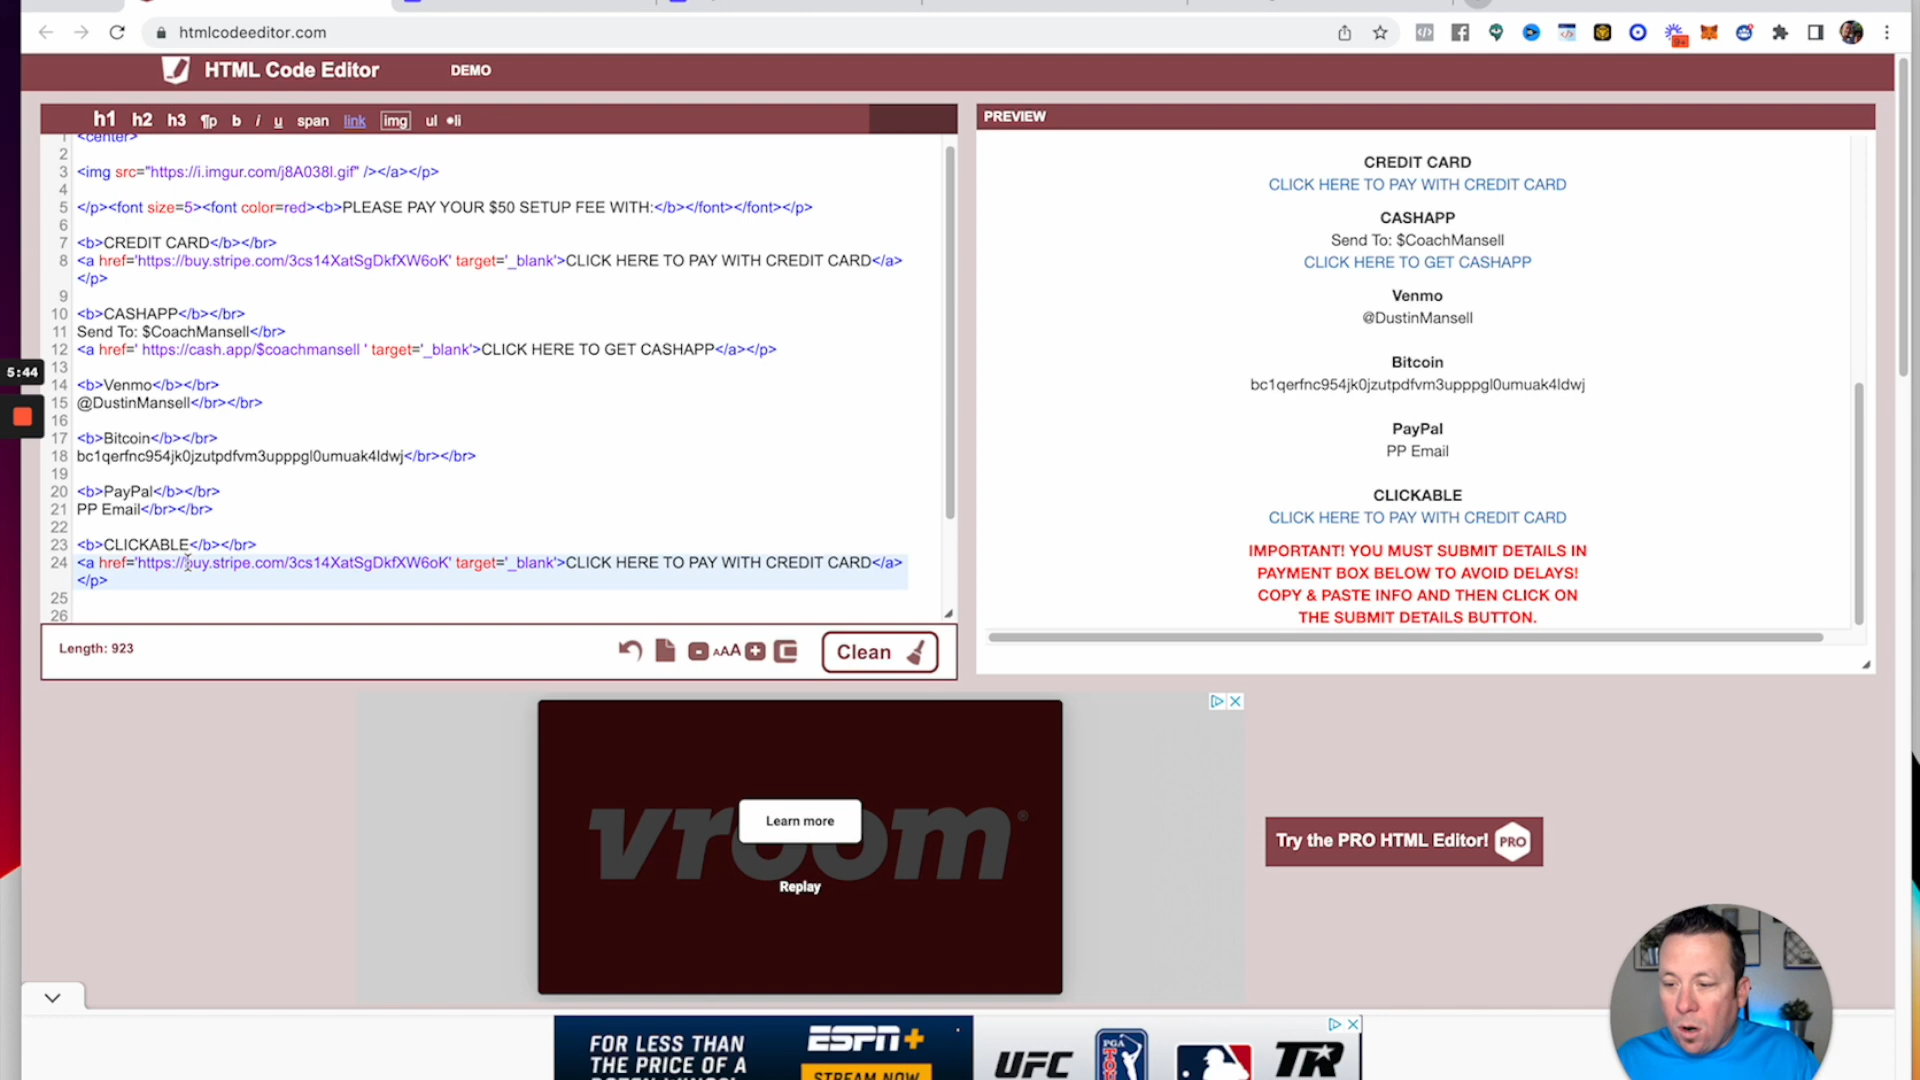 htmlcodeeditor.com
9+
HTML Code Editor
DEMO
h1 h2 h3 ¶p b i u span link img ul •li
PREVIEW
1 <center>
2
3 <img src="https://i.imgur.com/j8A038I.gif" /></a></p>
4
5 </p><font size=5><font color=red><b>PLEASE PAY YOUR $50 SETUP FEE WITH:</b></font></font></p>
6
7 <b>CREDIT CARD</b></br>
8 <a href='https://buy.stripe.com/3cs14XatSgDkfXW6oK' target='_blank'>CLICK HERE TO PAY WITH CREDIT CARD</a>
</p>
9
10 <b>CASHAPP</b></br>
11 Send To: $CoachMansell</br>
12 <a href=' https://cash.app/$coachmansell ' target='_blank'>CLICK HERE TO GET CASHAPP</a></p>
13
14 <b>Venmo</b></br>
15 @DustinMansell</br></br>
16
17 <b>Bitcoin</b></br>
18 bc1qerfnc954jk0jzutpdfvm3upppgl0umuak4ldwj</br></br>
19
20 <b>PayPal</b></br>
21 PP Email</br></br>
22
23 <b>CLICKABLE</b></br>
24 <a href='https://buy.stripe.com/3cs14XatSgDkfXW6oK' target='_blank'>CLICK HERE TO PAY WITH CREDIT CARD</a>
</p>
25
26
CREDIT CARD
CLICK HERE TO PAY WITH CREDIT CARD
CASHAPP
Send To: $CoachMansell
CLICK HERE TO GET CASHAPP
Venmo
@DustinMansell
Bitcoin
bc1qerfnc954jk0jzutpdfvm3upppgl0umuak4ldwj
PayPal
PP Email
CLICKABLE
CLICK HERE TO PAY WITH CREDIT CARD
IMPORTANT! YOU MUST SUBMIT DETAILS IN
PAYMENT BOX BELOW TO AVOID DELAYS!
COPY & PASTE INFO AND THEN CLICK ON
THE SUBMIT DETAILS BUTTON.
5:44
Length: 923
AAA
Clean
vroom
Learn more
Replay
Try the PRO HTML Editor! PRO
FOR LESS THAN
THE PRICE OF A
DOZEN WINGS!
ESPN+
STREAM NOW
UFC
PGA
TOUR
TR